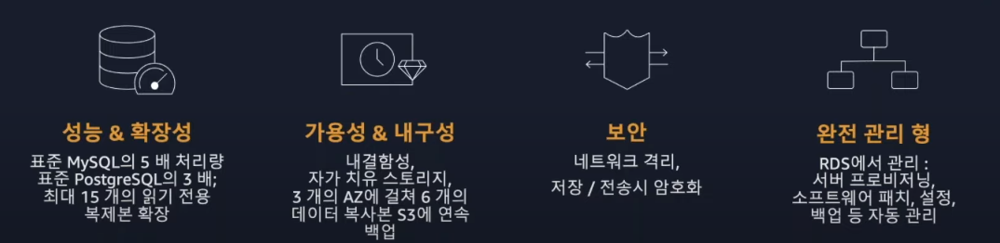 성능 & 확장성
표준 MySQL의 5 배 처리량
표준 PostgreSQL의 3 배;
최대 15 개의 읽기 전용
복제본 확장
가용성 & 내구성
내결함성,
자가 치유 스토리지,
3 개의 AZ에 걸쳐 6 개의
데이터 복사본 S3에 연속
백업
보안
네트워크 격리,
저장 / 전송시 암호화
완전 관리 형
RDS에서 관리 :
서버 프로비저닝,
소프트웨어 패치, 설정,
백업 등 자동 관리